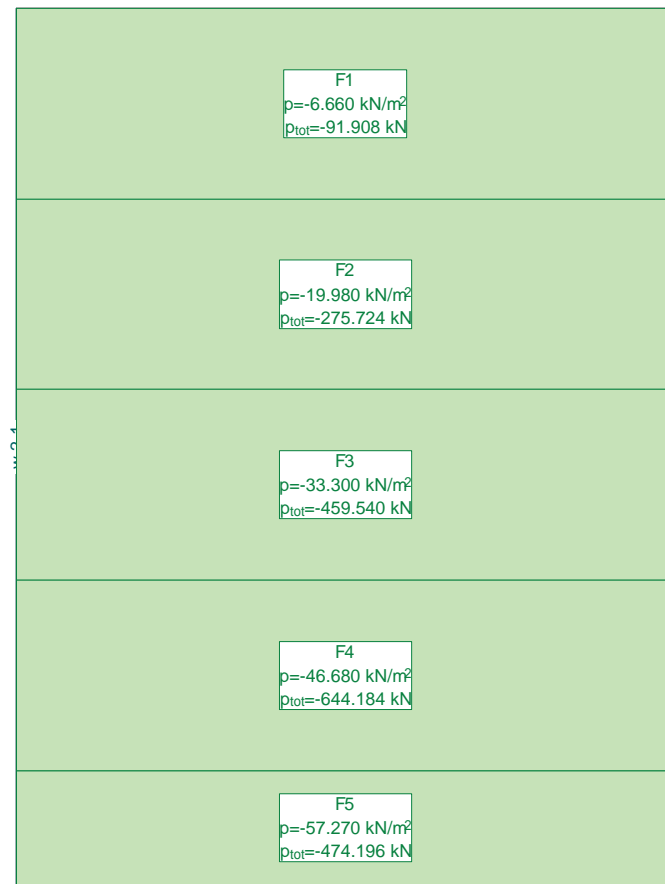 F1
p=-6.660 kN/m²
ptot=-91.908 kN
F2
p=-19.980 kN/m²
ptot=-275.724 kN
F3
p=-33.300 kN/m²
ptot=-459.540 kN
F4
p=-46.680 kN/m²
ptot=-644.184 kN
F5
p=-57.270 kN/m²
ptot=-474.196 kN